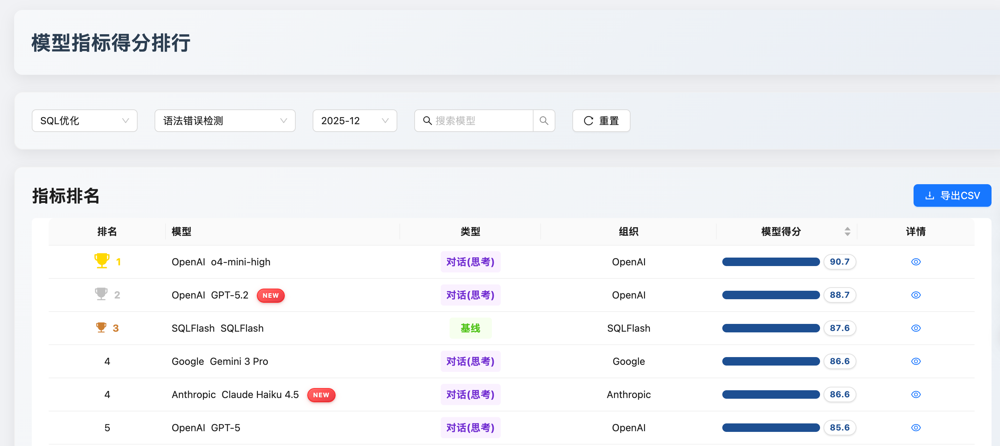 模型指标得分排行
SQL优化 语法错误检测 2025-12 搜索模型 重置
指标排名 导出CSV
排名 模型 类型 组织 模型得分 详情
1 OpenAI o4-mini-high 对话(思考) OpenAI 90.7
2 OpenAI GPT-5.2 NEW 对话(思考) OpenAI 88.7
3 SQLFlash SQLFlash 基线 SQLFlash 87.6
4 Google Gemini 3 Pro 对话(思考) Google 86.6
4 Anthropic Claude Haiku 4.5 NEW 对话(思考) Anthropic 86.6
5 OpenAI GPT-5 对话(思考) OpenAI 85.6